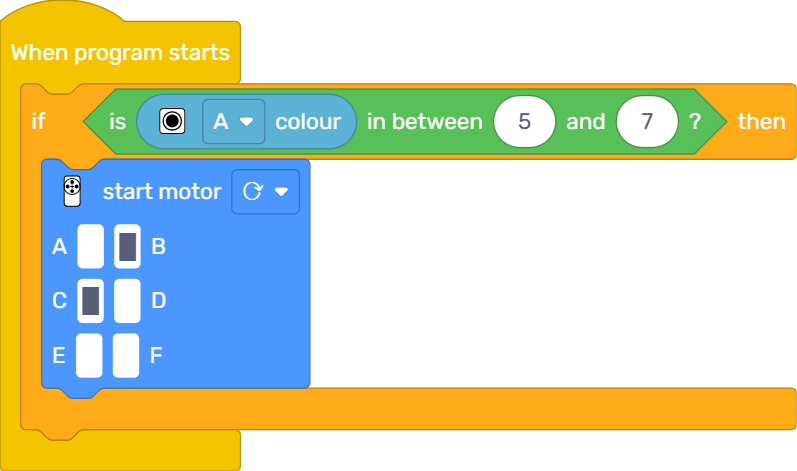 When program starts
if is A colour in between 5 and 7 ? then
start motor
A B
C D
E F